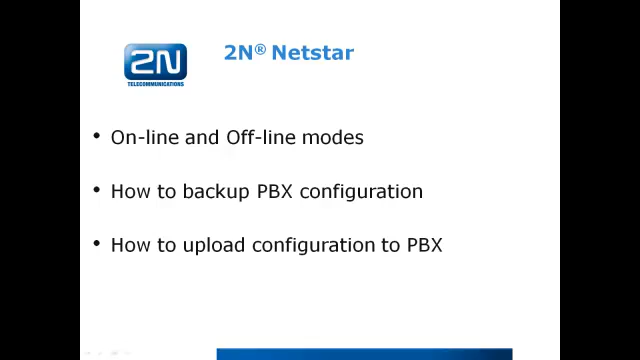 2N® Netstar
2N
TELECOMMUNICATIONS
• On-line and Off-line modes
• How to backup PBX configuration
• How to upload configuration to PBX